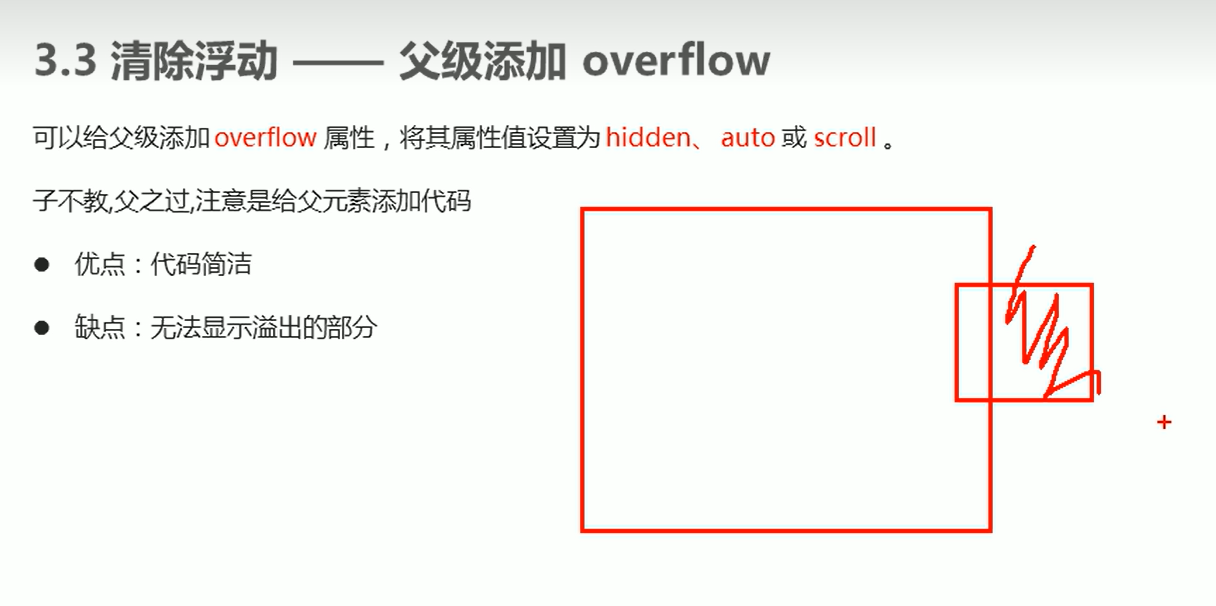 3.3 清除浮动 —— 父级添加 overflow
可以给父级添加 overflow 属性，将其属性值设置为 hidden、 auto 或 scroll 。
子不教,父之过,注意是给父元素添加代码
● 优点：代码简洁
● 缺点：无法显示溢出的部分